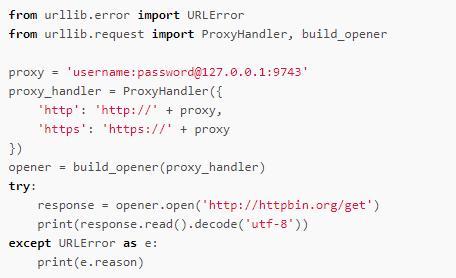 from urllib.error import URLError
from urllib.request import ProxyHandler, build_opener

proxy = 'username:password@127.0.0.1:9743'
proxy_handler = ProxyHandler({
    'http': 'http://' + proxy,
    'https': 'https://' + proxy
})
opener = build_opener(proxy_handler)
try:
    response = opener.open('http://httpbin.org/get')
    print(response.read().decode('utf-8'))
except URLError as e:
    print(e.reason)